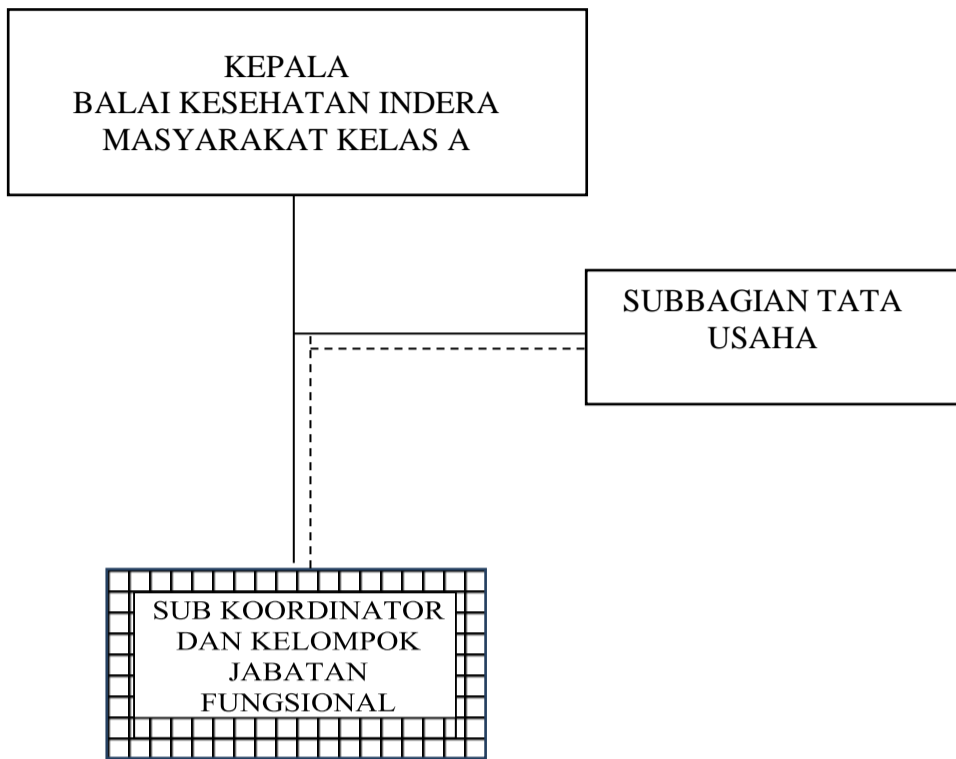 KEPALA
BALAI KESEHATAN INDERA
MASYARAKAT KELAS A
SUBBAGIAN TATA
USAHA
SUB KOORDINATOR
DAN KELOMPOK
JABATAN
FUNGSIONAL